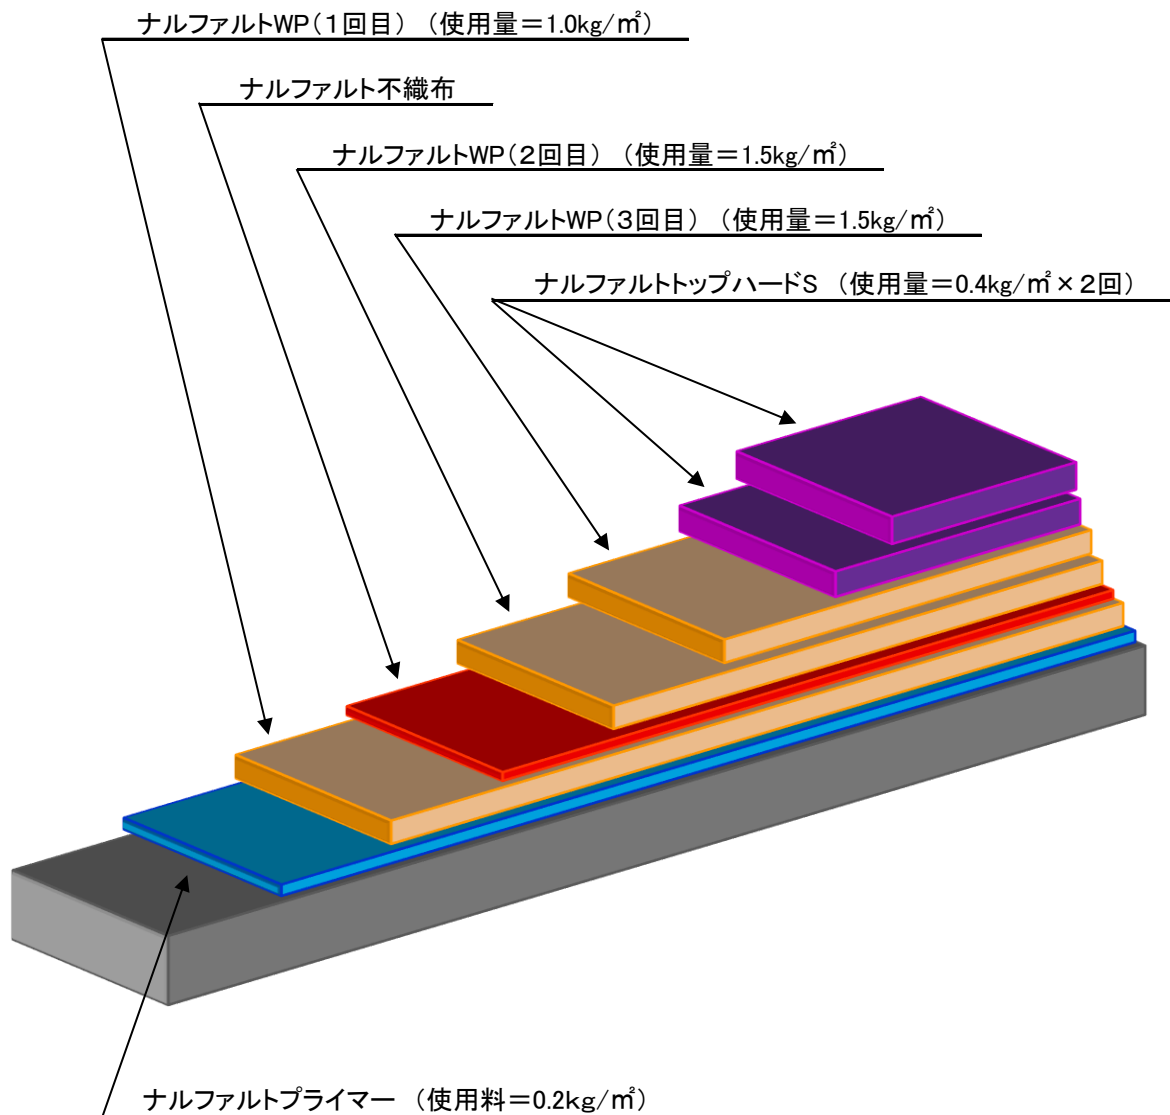 ナルファルトWP（１回目）　（使用量＝1.0kg/㎡）
ナルファルト不織布
ナルファルトWP（２回目）　（使用量＝1.5kg/㎡）
ナルファルトWP（３回目）　（使用量＝1.5kg/㎡）
ナルファルトトップハードS　（使用量＝0.4kg/㎡×２回）
ナルファルトプライマー　（使用料＝0.2kg/㎡）